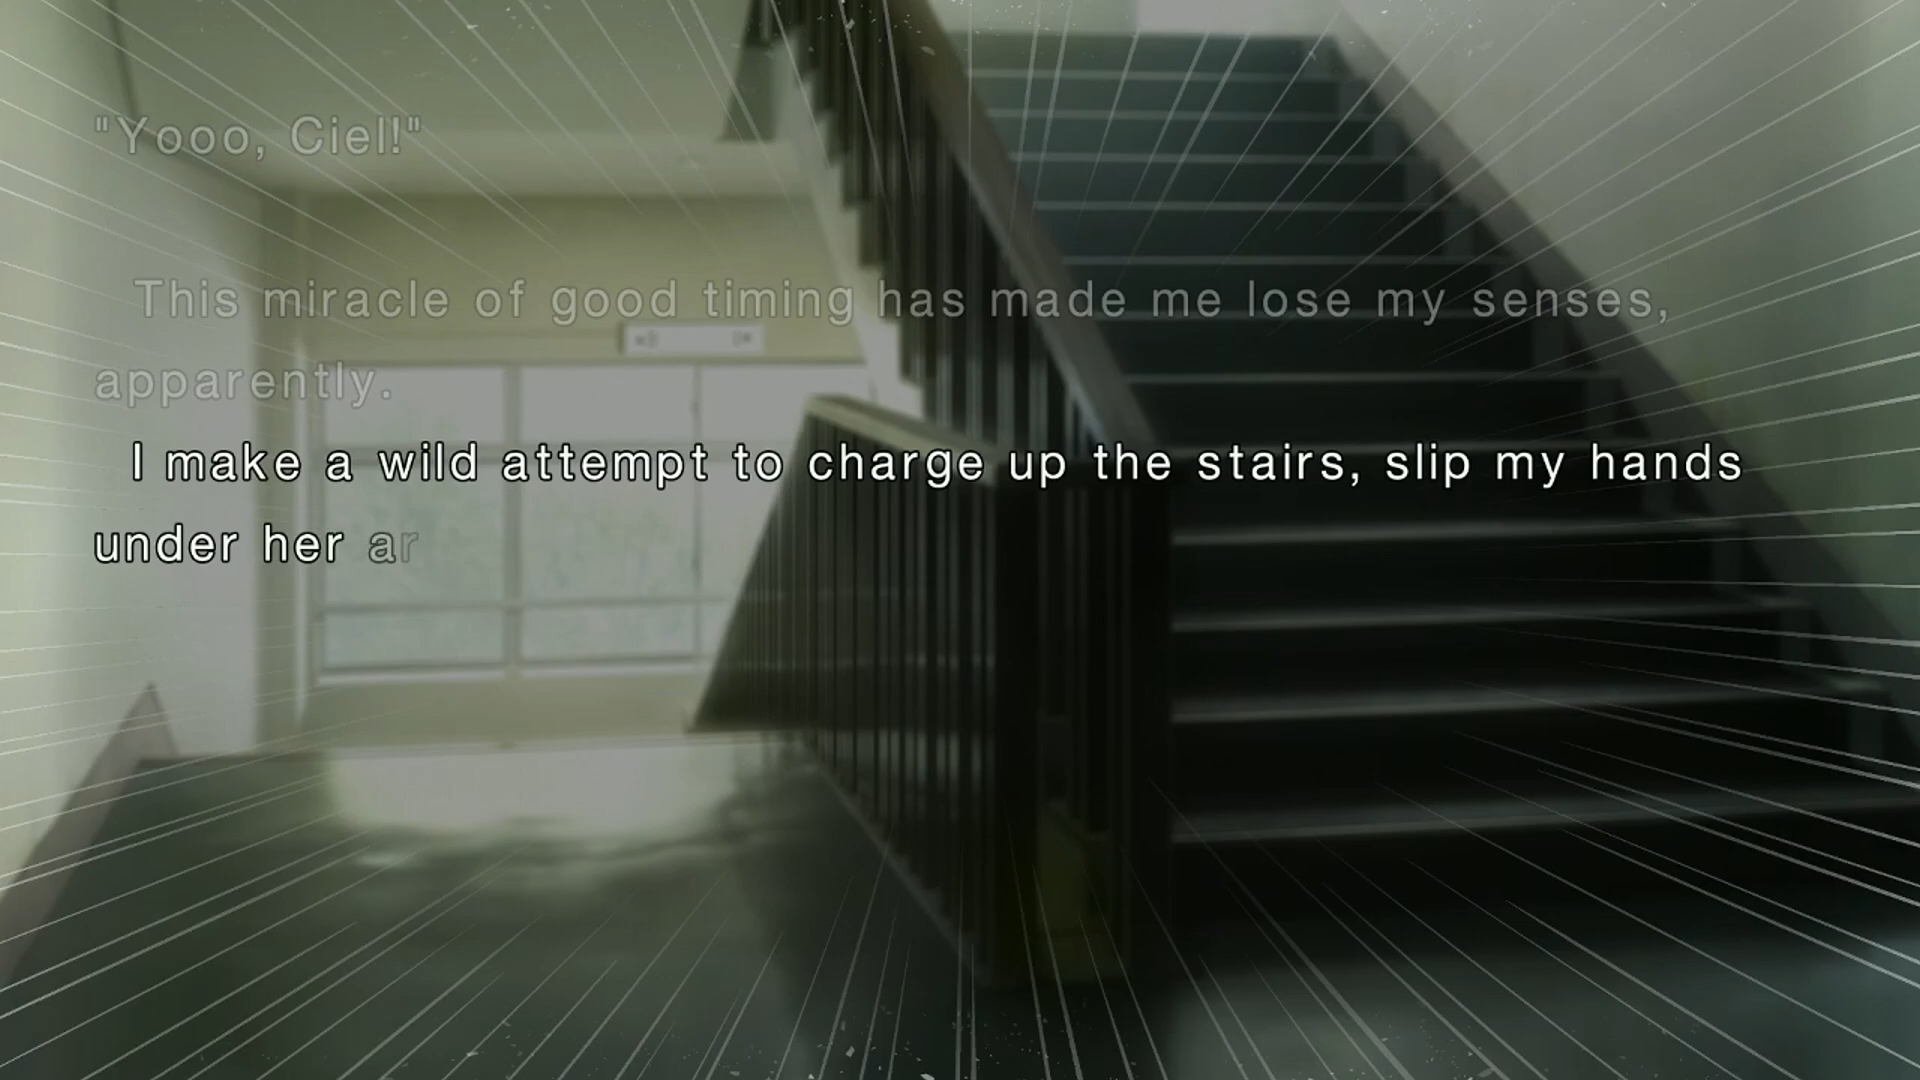 "Yooo, Ciel!"
This miracle of good timing has made me lose my senses,
apparently.
I make a wild attempt to charge up the stairs, slip my hands
under her ar